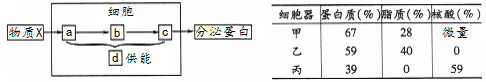 细胞
物质X a b c 分泌蛋白
d 供能
细胞器 蛋白质(%) 脂质(%) 核酸(%)
甲 67 28 微量
乙 59 40 0
丙 39 0 59